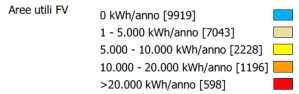 Aree utili FV
0 kWh/anno [9919]
1 - 5.000 kWh/anno [7043]
5.000 - 10.000 kWh/anno [2228]
10.000 - 20.000 kWh/anno [1196]
>20.000 kWh/anno [598]